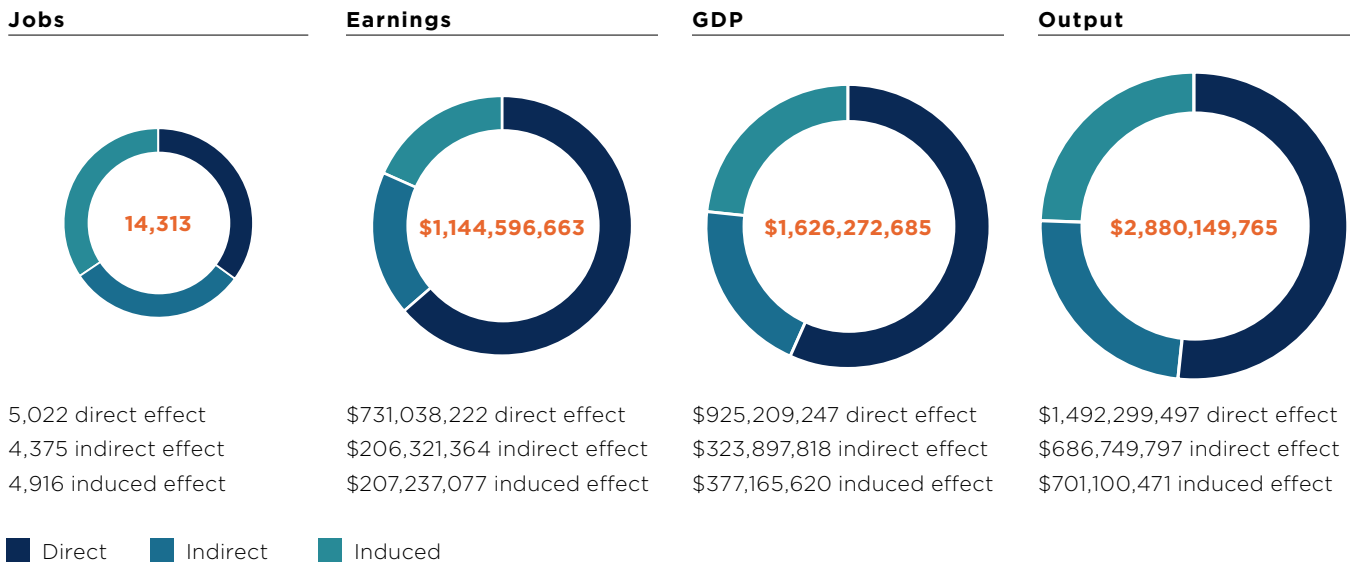 Jobs
14,313
5,022 direct effect
4,375 indirect effect
4,916 induced effect
Earnings
$1,144,596,663
$731,038,222 direct effect
$206,321,364 indirect effect
$207,237,077 induced effect
GDP
$1,626,272,685
$925,209,247 direct effect
$323,897,818 indirect effect
$377,165,620 induced effect
Output
$2,880,149,765
$1,492,299,497 direct effect
$686,749,797 indirect effect
$701,100,471 induced effect
Direct
Indirect
Induced